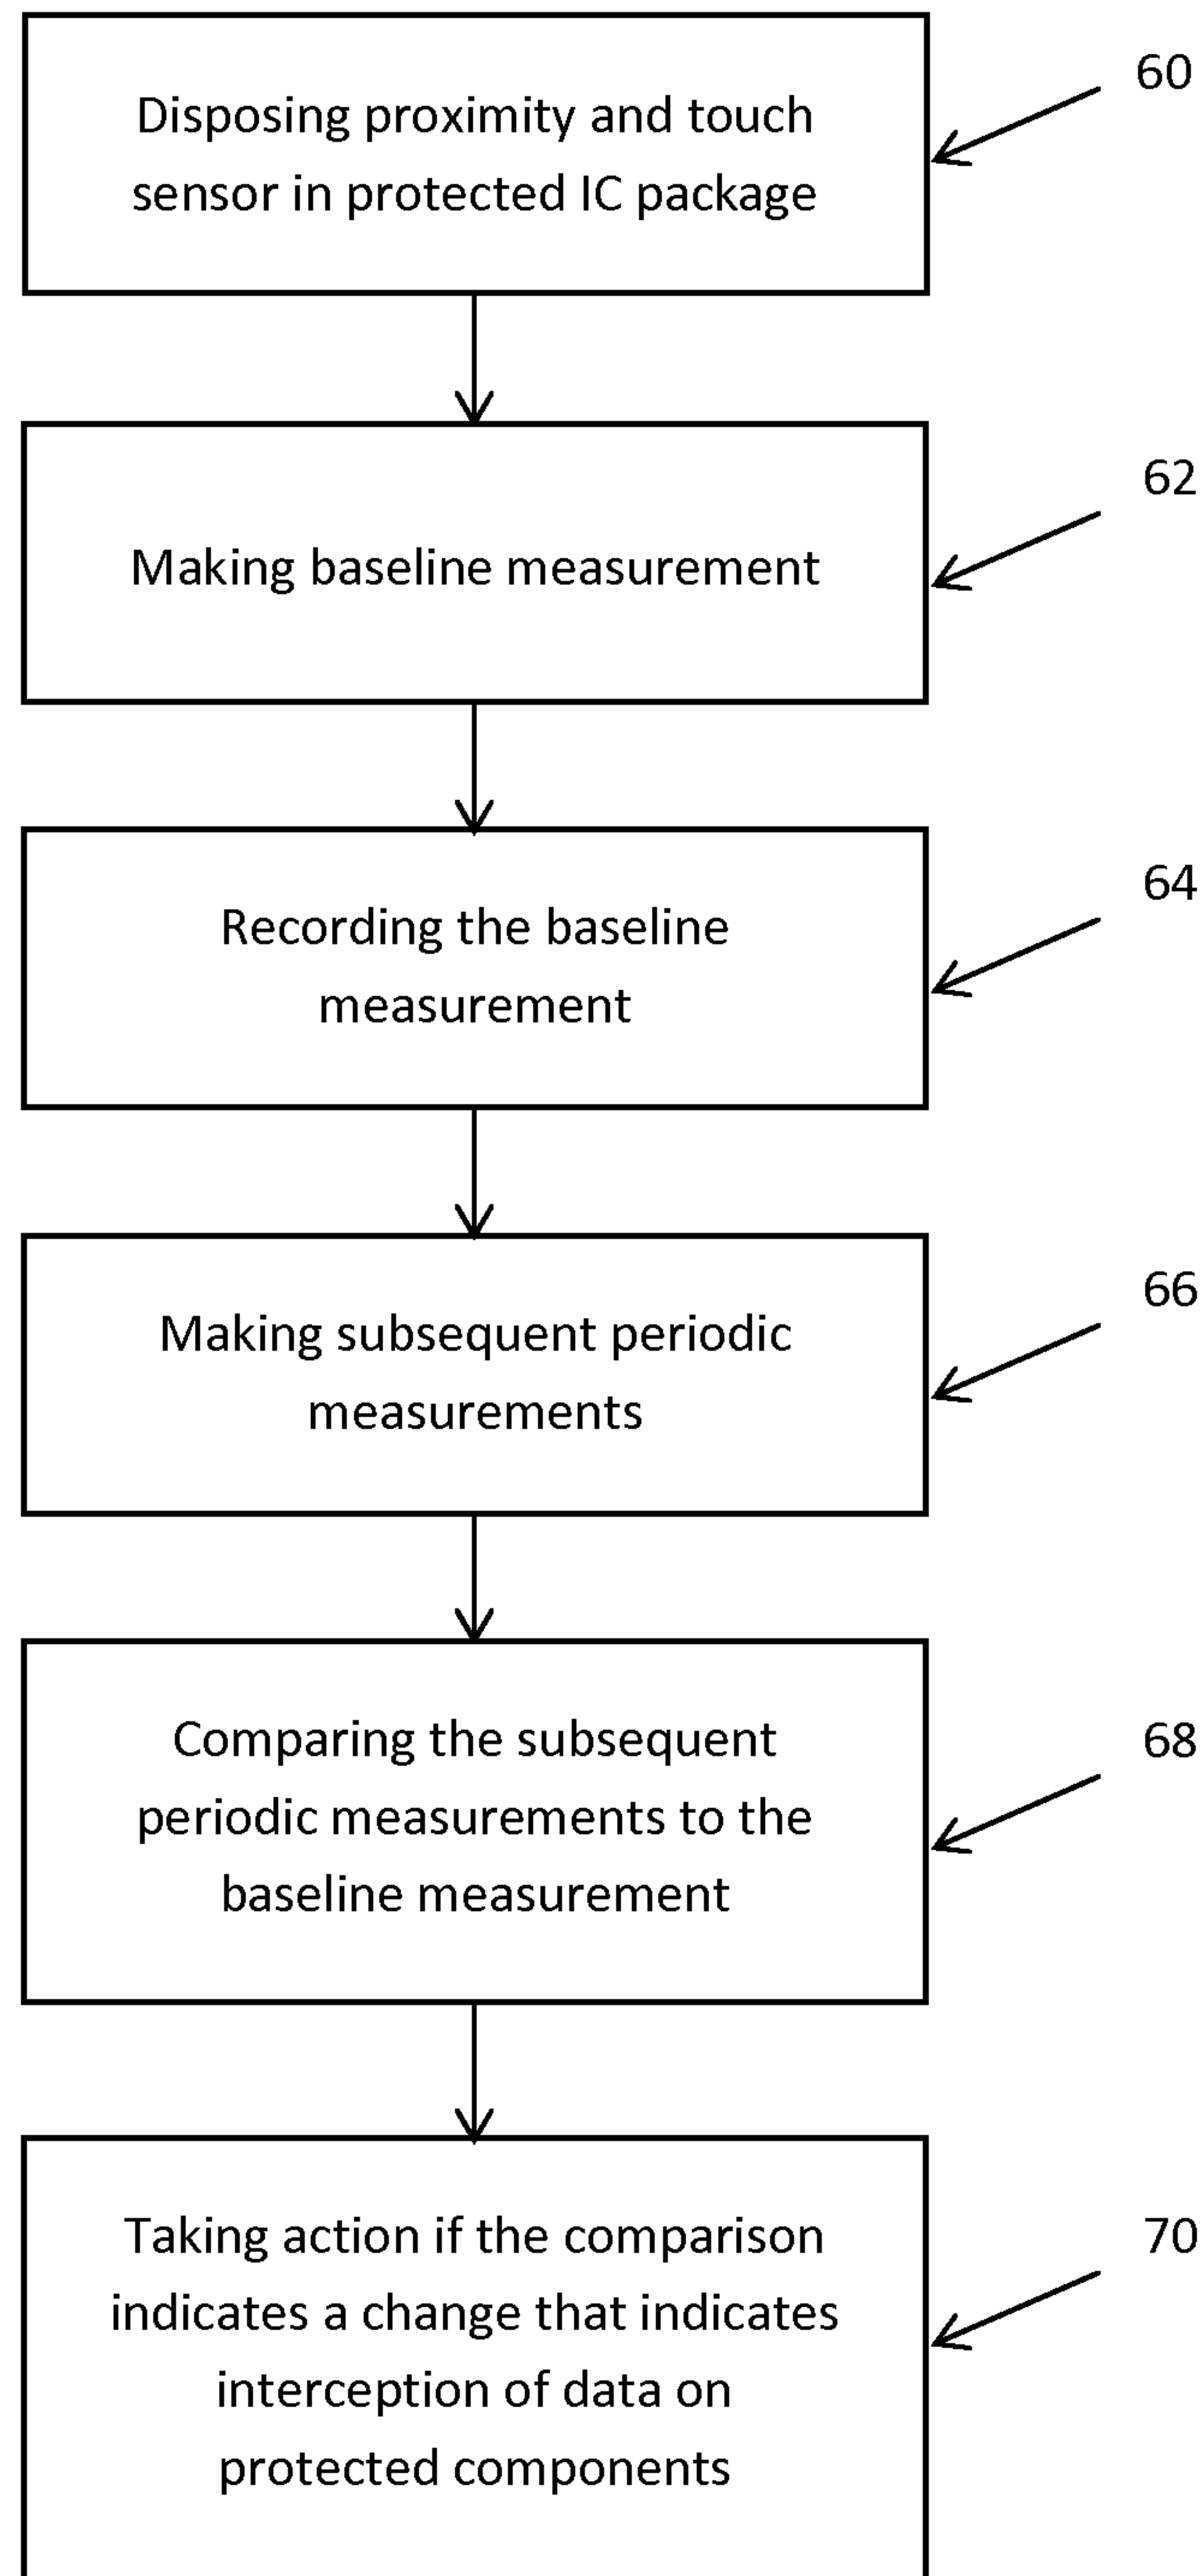 Disposing proximity and touch
sensor in protected IC package
60
Making baseline measurement
62
Recording the baseline
measurement
64
Making subsequent periodic
measurements
66
Comparing the subsequent
periodic measurements to the
baseline measurement
68
Taking action if the comparison
indicates a change that indicates
interception of data on
protected components
70